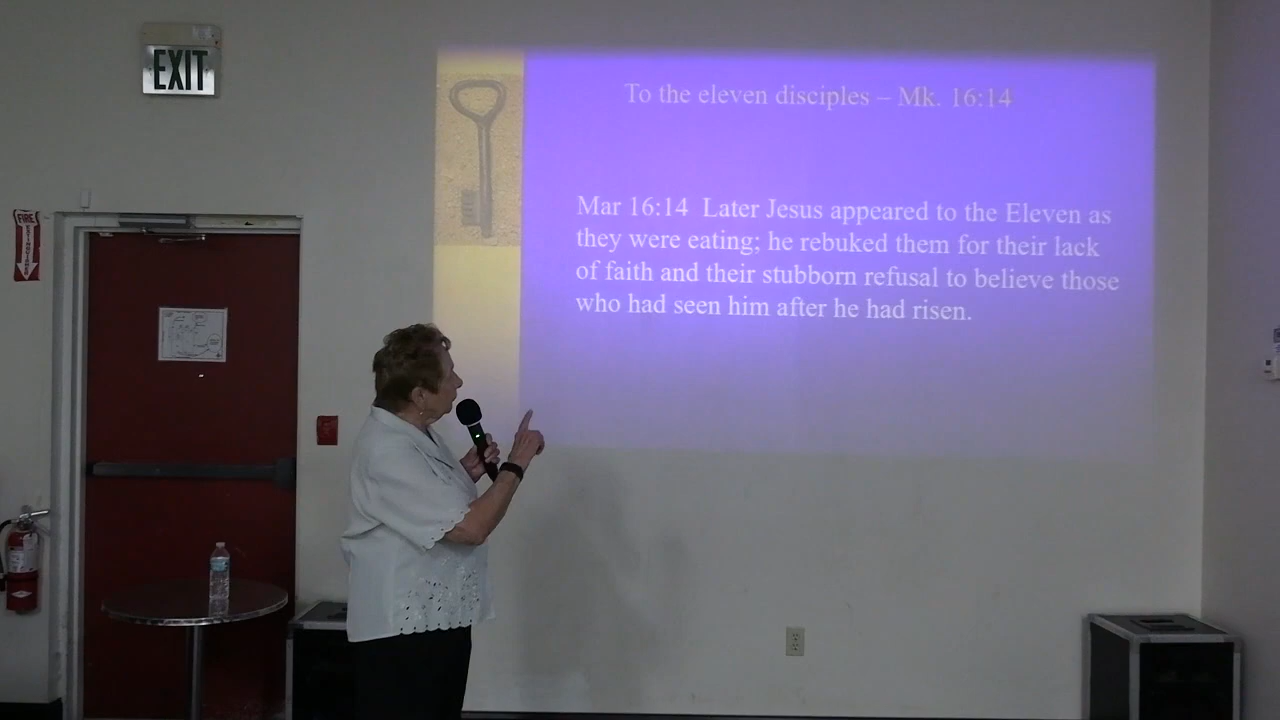 EXIT
To the eleven disciples – Mk. 16:14
FIRE
Mar 16:14 Later Jesus appeared to the Eleven as
they were eating; he rebuked them for their lack
of faith and their stubborn refusal to believe those
who had seen him after he had risen.